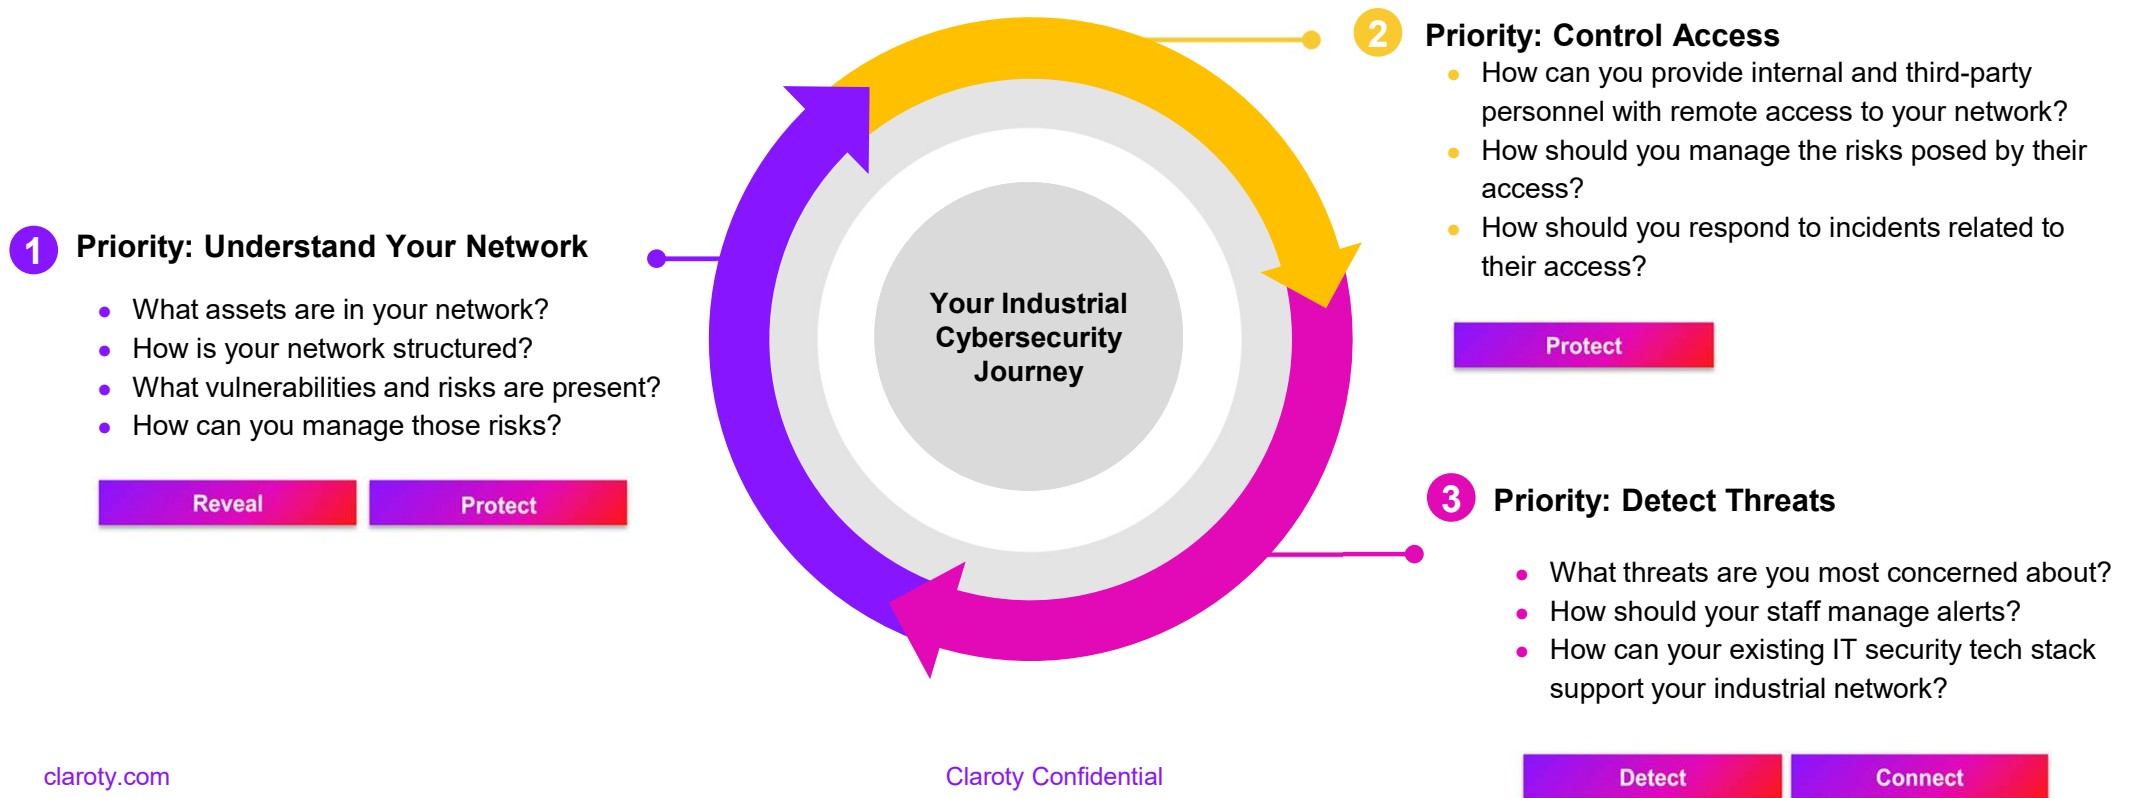 1
Priority: Understand Your Network
What assets are in your network?
How is your network structured?
What vulnerabilities and risks are present?
How can you manage those risks?
Reveal
Protect
Your Industrial
Cybersecurity
Journey
2
Priority: Control Access
How can you provide internal and third-party
personnel with remote access to your network?
How should you manage the risks posed by their
access?
How should you respond to incidents related to
their access?
Protect
3
Priority: Detect Threats
What threats are you most concerned about?
How should your staff manage alerts?
How can your existing IT security tech stack
support your industrial network?
Detect
Connect
claroty.com
Claroty Confidential